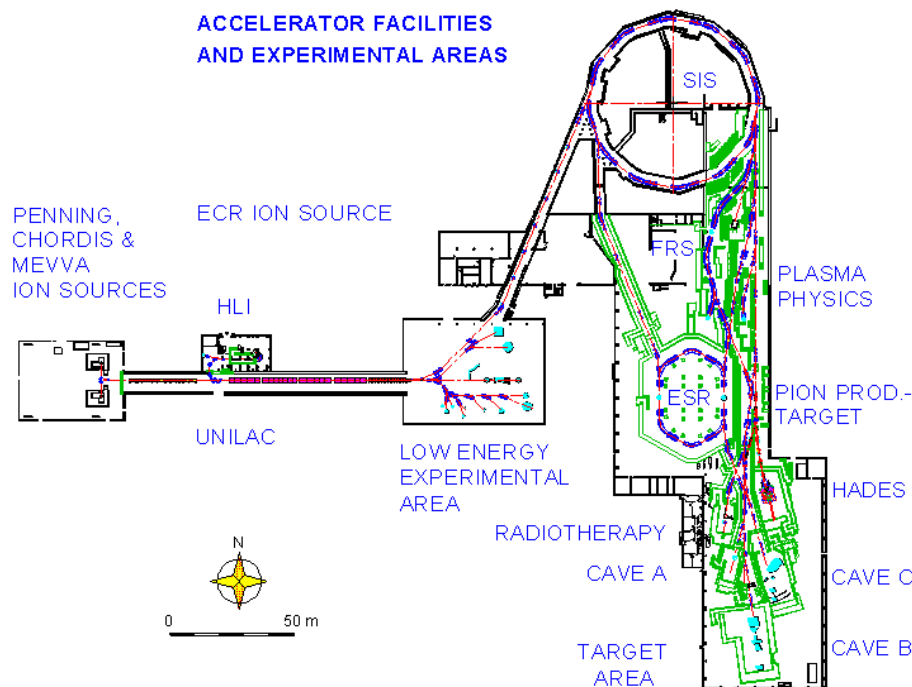 ACCELERATOR FACILITIES
AND EXPERIMENTAL AREAS
SIS
PENNING,
CHORDIS &
MEVVA
ION SOURCES
ECR ION SOURCE
FRS
PLASMA
PHYSICS
HLI
ESR
PION PROD.-
TARGET
UNILAC
LOW ENERGY
EXPERIMENTAL
AREA
HADES
RADIOTHERAPY
CAVE A
CAVE C
N
0 50 m
TARGET
AREA
CAVE B